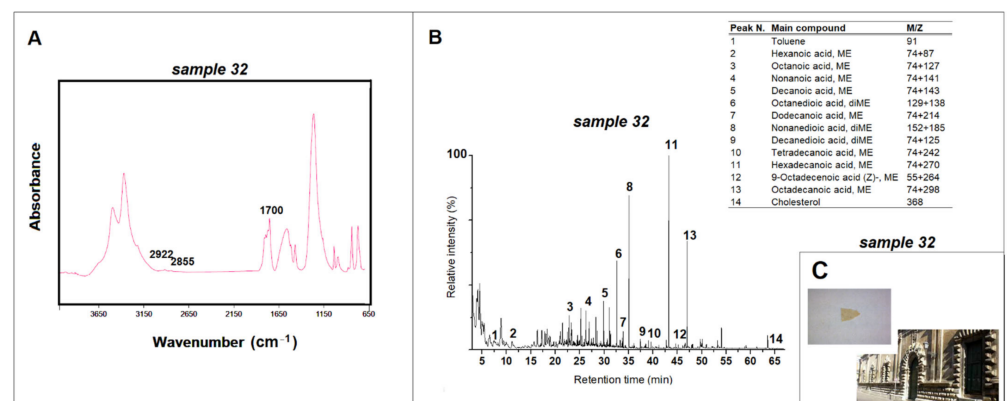 A
sample 32
Absorbance
1700
2922
2855
3650 3150 2650 2150 1650 1150 650
Wavenumber (cm⁻¹)
B
sample 32
Relative intensity (%)
100
1 2 3 4 5 6 7 8 9 10 11 12 13 14
5 10 15 20 25 30 35 40 45 50 55 60 65
Retention time (min)
Peak N. Main compound M/Z
1 Toluene 91
2 Hexanoic acid, ME 74+87
3 Octanoic acid, ME 74+127
4 Nonanoic acid, ME 74+141
5 Decanoic acid, ME 74+143
6 Octanedioic acid, diME 129+138
7 Dodecanoic acid, ME 74+214
8 Nonanedioic acid, diME 152+185
9 Decanedioic acid, diME 74+125
10 Tetradecanoic acid, ME 74+242
11 Hexadecanoic acid, ME 74+270
12 9-Octadecenoic acid (Z)-, ME 55+264
13 Octadecanoic acid, ME 74+298
14 Cholesterol 368
sample 32
C